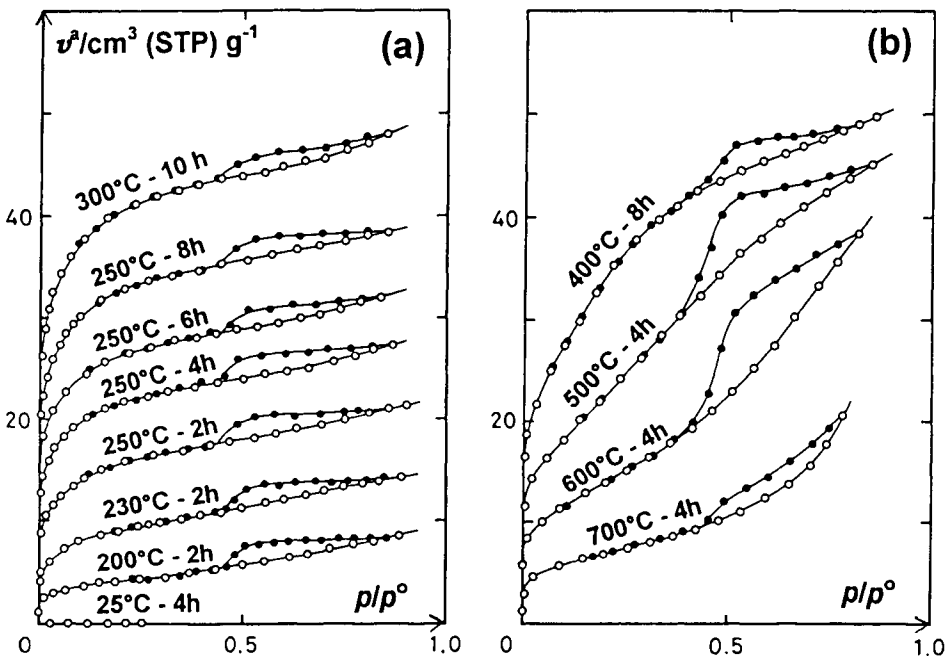 vᵃ/cm³ (STP) g⁻¹
(a)
300°C - 10 h
40
250°C - 8h
250°C - 6h
250°C - 4h
20
250°C - 2h
230°C - 2h
200°C - 2h
25°C - 4h
p/p°
0
0
0.5
1.0
(b)
400°C - 8h
40
500°C - 4h
20
600°C - 4h
700°C - 4h
p/p°
0
0.5
1.0